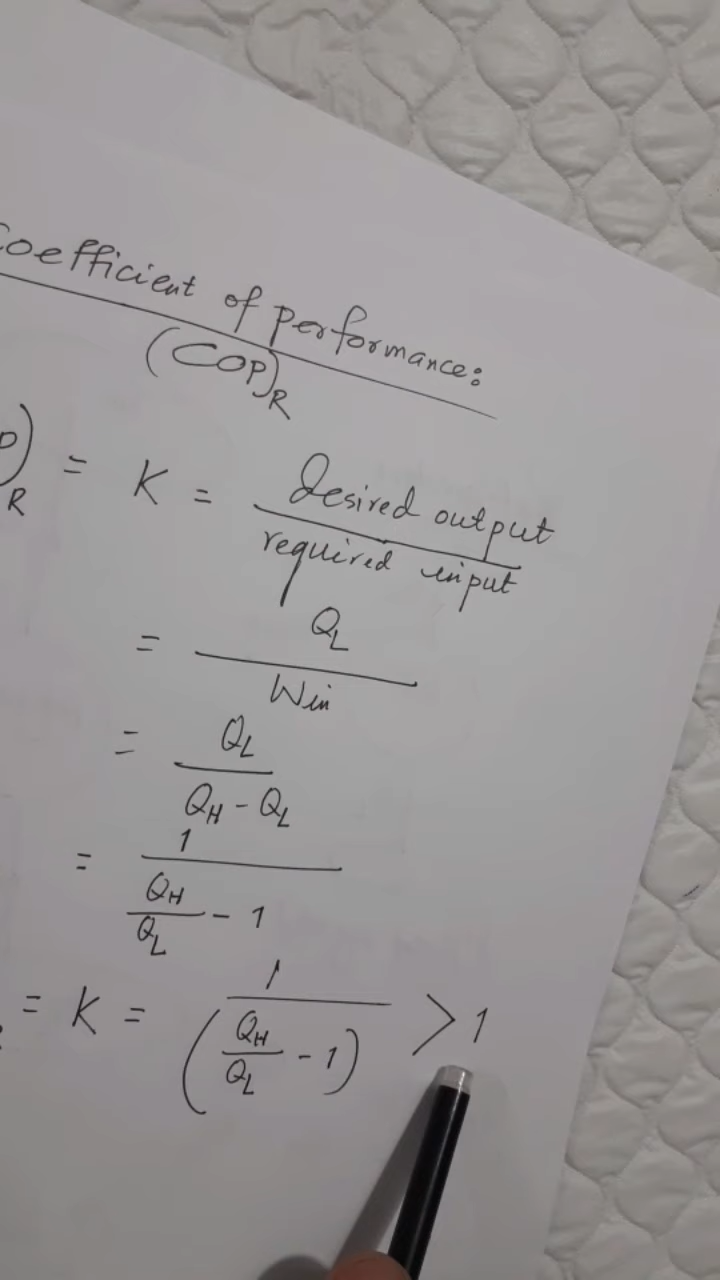 Coefficient of performance:
(COP)R
P)R = K = Desired output / required input
= QL / Win
= QL / QH - QL
= 1 / QH/QL - 1
= K = 1 / (QH/QL - 1) > 1